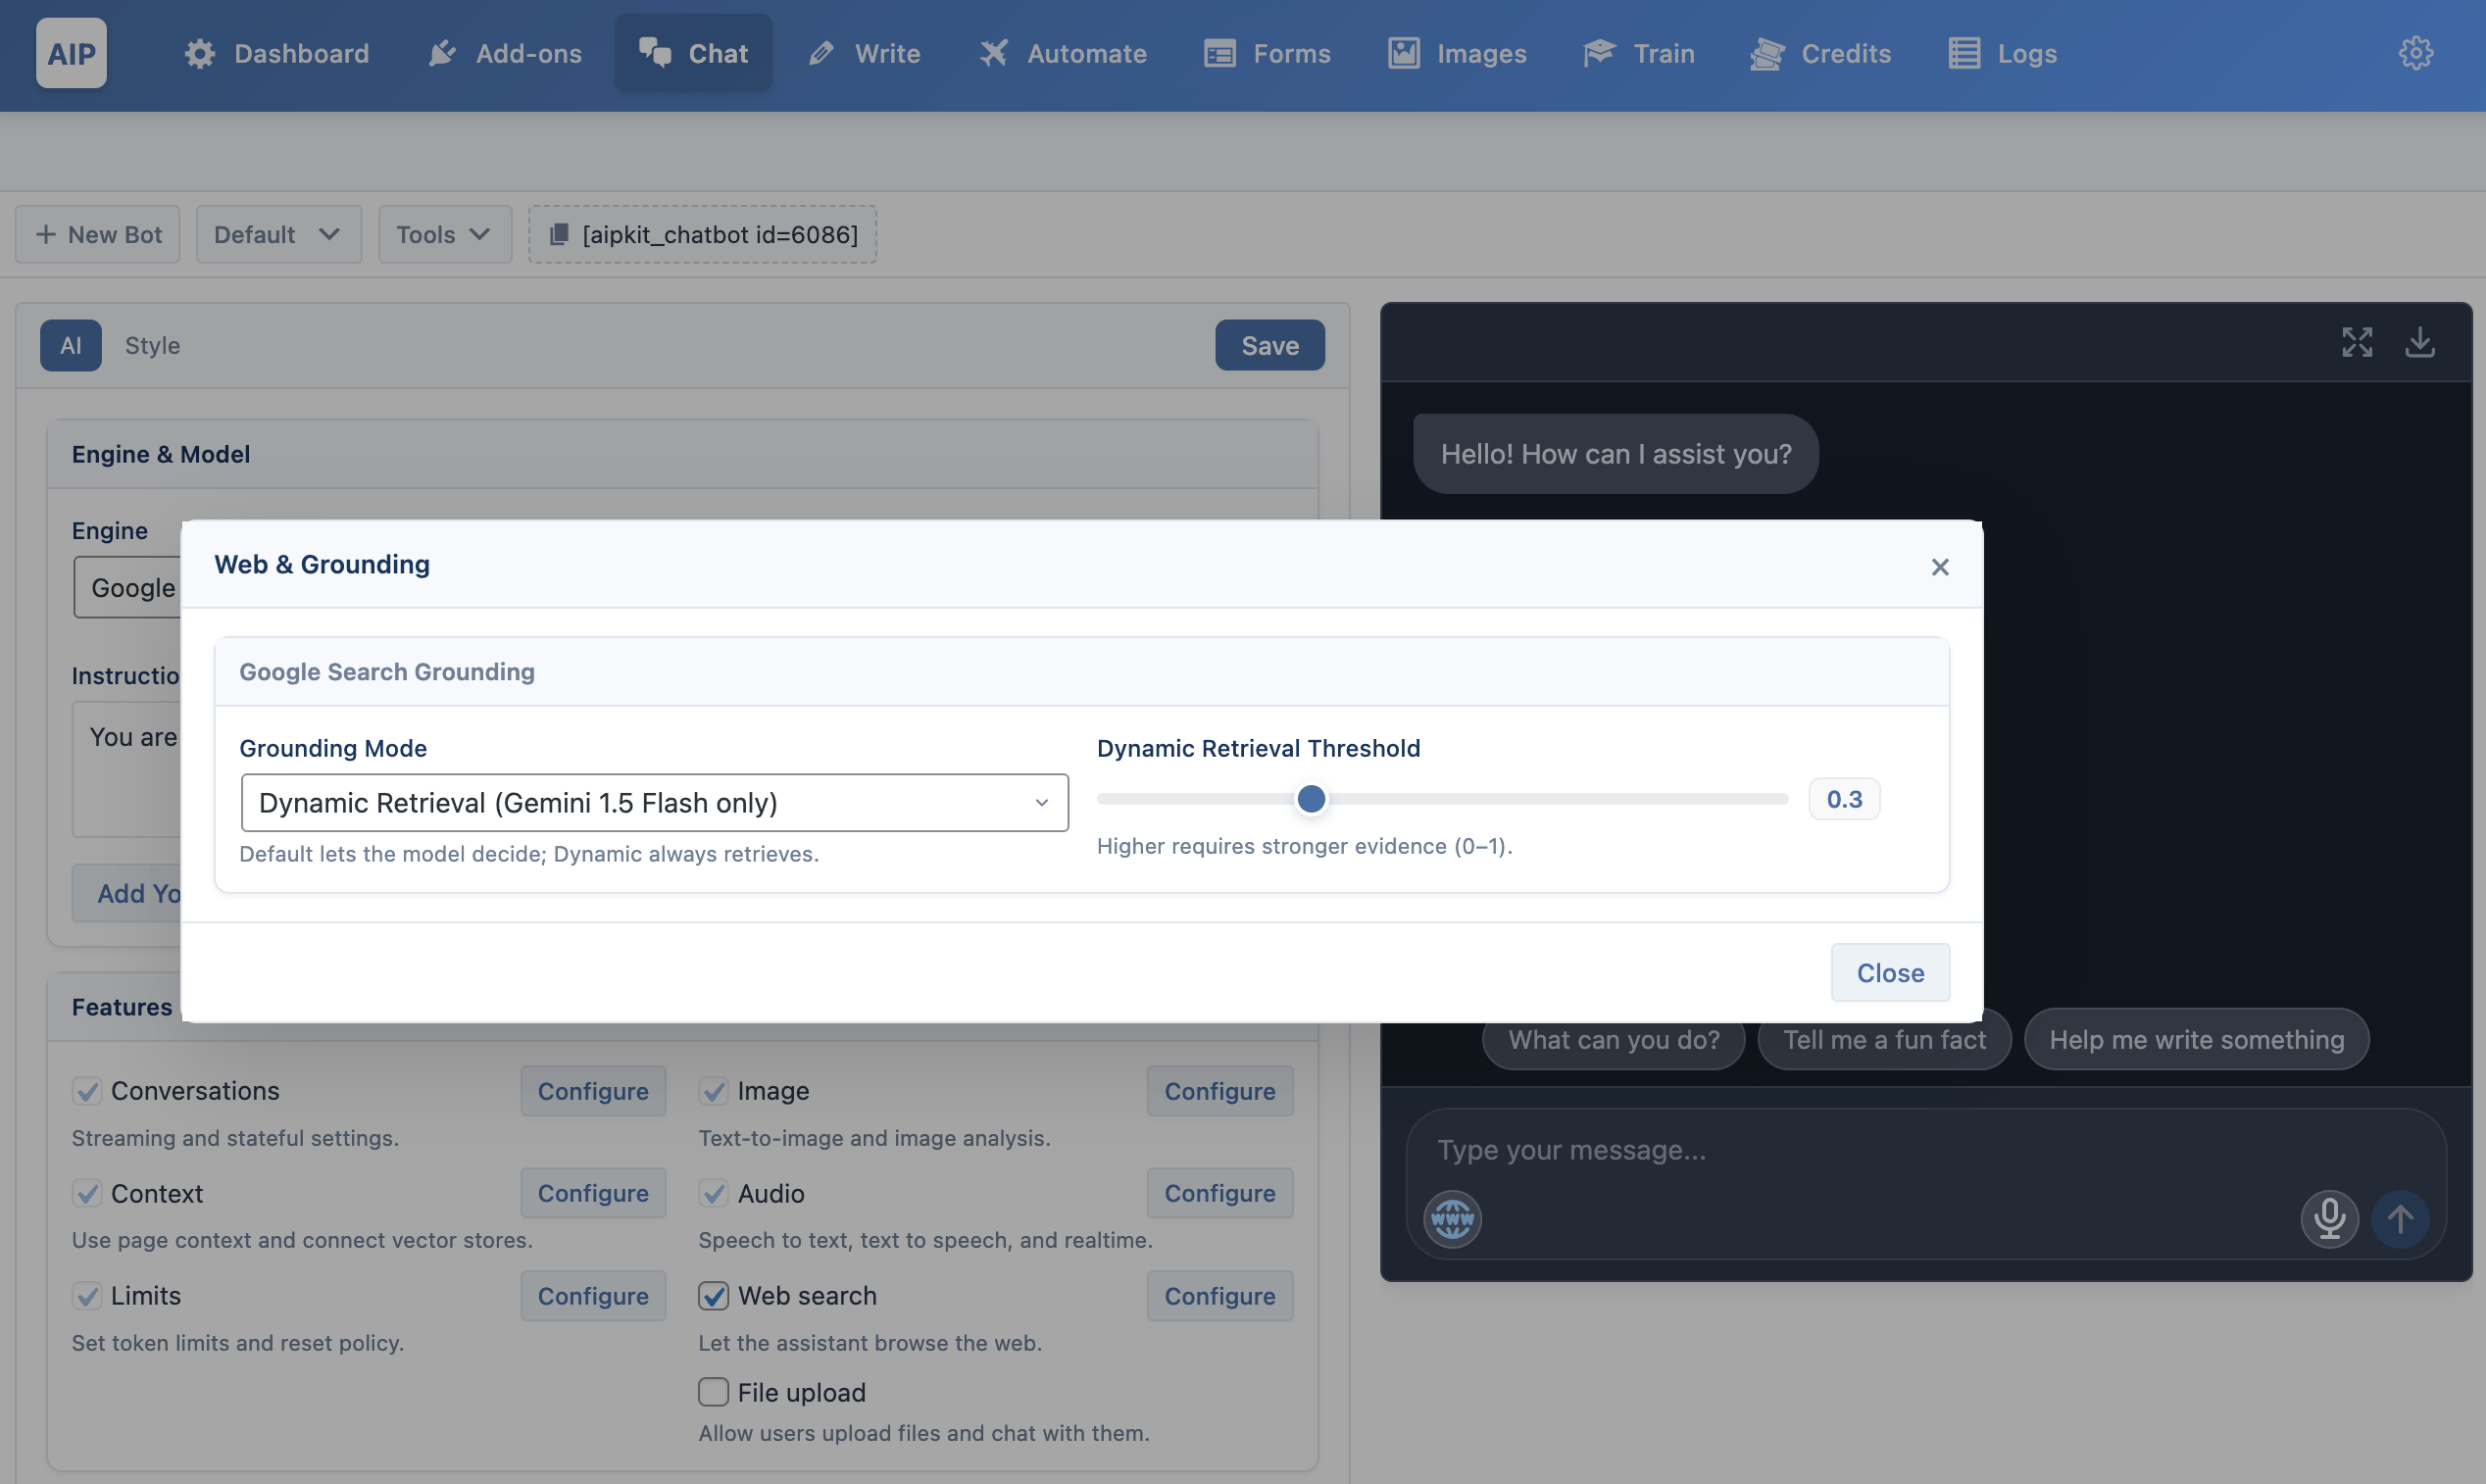 AIP
Dashboard
Add-ons
Chat
Write
Automate
Forms
Images
Train
Credits
Logs
+ New Bot
Default
Tools
[aipkit_chatbot id=6086]
AI
Style
Save
Engine & Model
Engine
Google
Instructio
You are
Add Yo
Hello! How can I assist you?
Web & Grounding
×
Google Search Grounding
Grounding Mode
Dynamic Retrieval (Gemini 1.5 Flash only)
Default lets the model decide; Dynamic always retrieves.
Dynamic Retrieval Threshold
0.3
Higher requires stronger evidence (0–1).
Close
Features
Conversations
Configure
Streaming and stateful settings.
Image
Configure
Text-to-image and image analysis.
Context
Configure
Use page context and connect vector stores.
Audio
Configure
Speech to text, text to speech, and realtime.
Limits
Configure
Set token limits and reset policy.
Web search
Configure
Let the assistant browse the web.
File upload
Allow users upload files and chat with them.
What can you do?
Tell me a fun fact
Help me write something
Type your message...
WWW